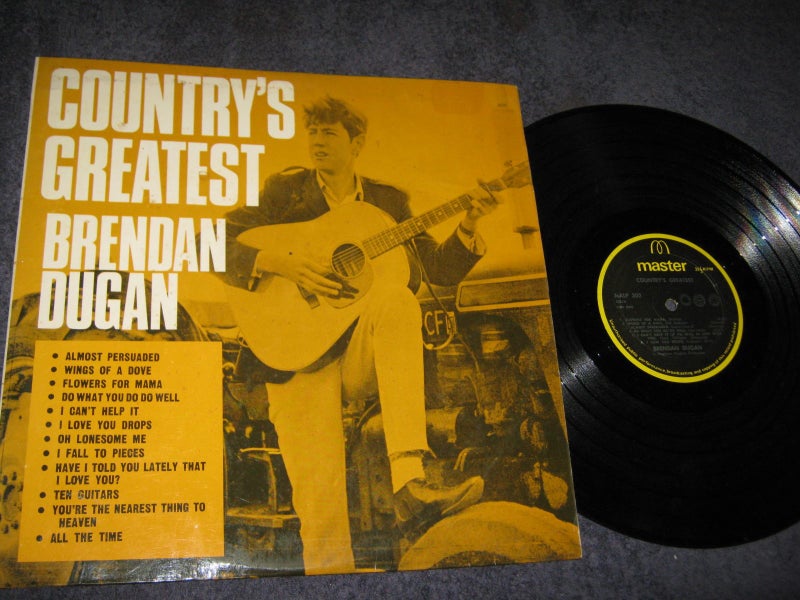 COUNTRY'S
GREATEST
BRENDAN
DUGAN
• ALMOST PERSUADED
• WINGS OF A DOVE
• FLOWERS FOR MAMA
• DO WHAT YOU DO DO WELL
• I CAN'T HELP IT
• I LOVE YOU DROPS
• OH LONESOME ME
• I FALL TO PIECES
• HAVE I TOLD YOU LATELY THAT
I LOVE YOU?
• TEN GUITARS
• YOU'RE THE NEAREST THING TO
HEAVEN
• ALL THE TIME
CF
master
COUNTRY'S GREATEST
BRENDAN DUGAN